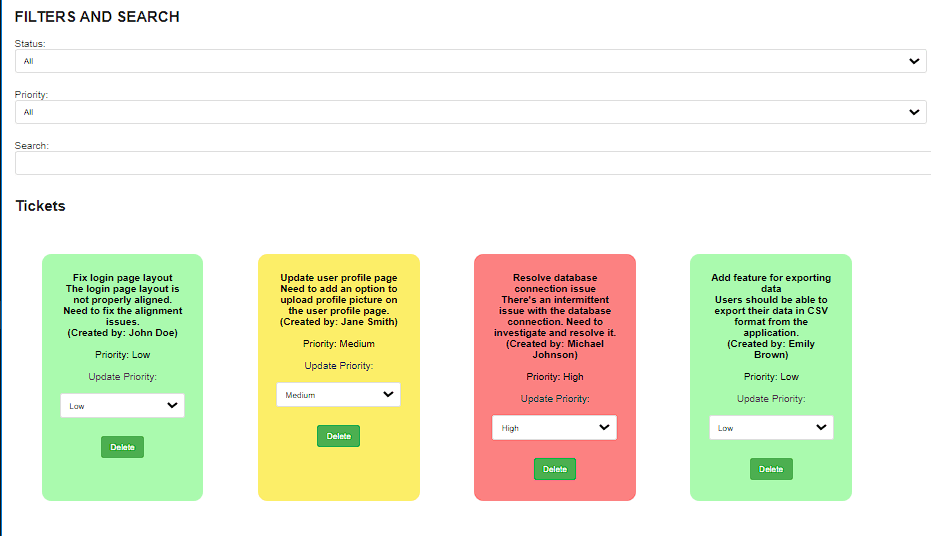 FILTERS AND SEARCH
Status:
All
Priority:
All
Search:
Tickets
Fix login page layout
The login page layout is
not properly aligned.
Need to fix the alignment
issues.
(Created by: John Doe)
Priority: Low
Update Priority:
Low
Delete
Update user profile page
Need to add an option to
upload profile picture on
the user profile page.
(Created by: Jane Smith)
Priority: Medium
Update Priority:
Medium
Delete
Resolve database
connection issue
There's an intermittent
issue with the database
connection. Need to
investigate and resolve it.
(Created by: Michael
Johnson)
Priority: High
Update Priority:
High
Delete
Add feature for exporting
data
Users should be able to
export their data in CSV
format from the
application.
(Created by: Emily
Brown)
Priority: Low
Update Priority:
Low
Delete